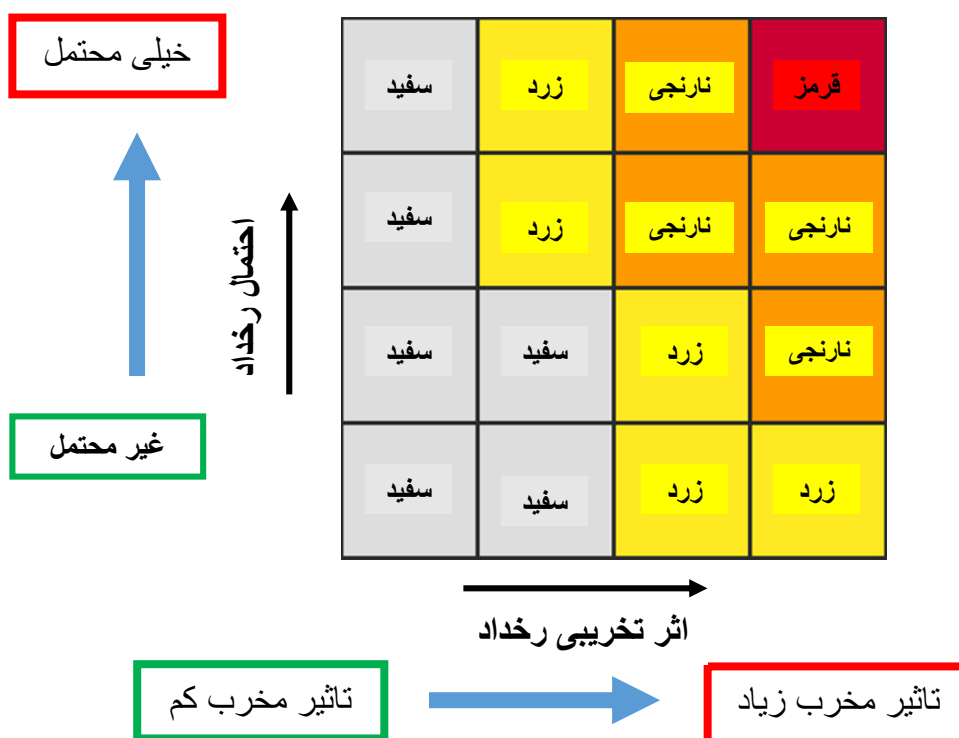 خیلی محتمل
سفید
زرد
نارنجی
قرمز
سفید
زرد
نارنجی
نارنجی
احتمال رخداد
سفید
سفید
زرد
نارنجی
غیر محتمل
سفید
سفید
زرد
زرد
اثر تخریبی رخداد
تاثیر مخرب کم
تاثیر مخرب زیاد